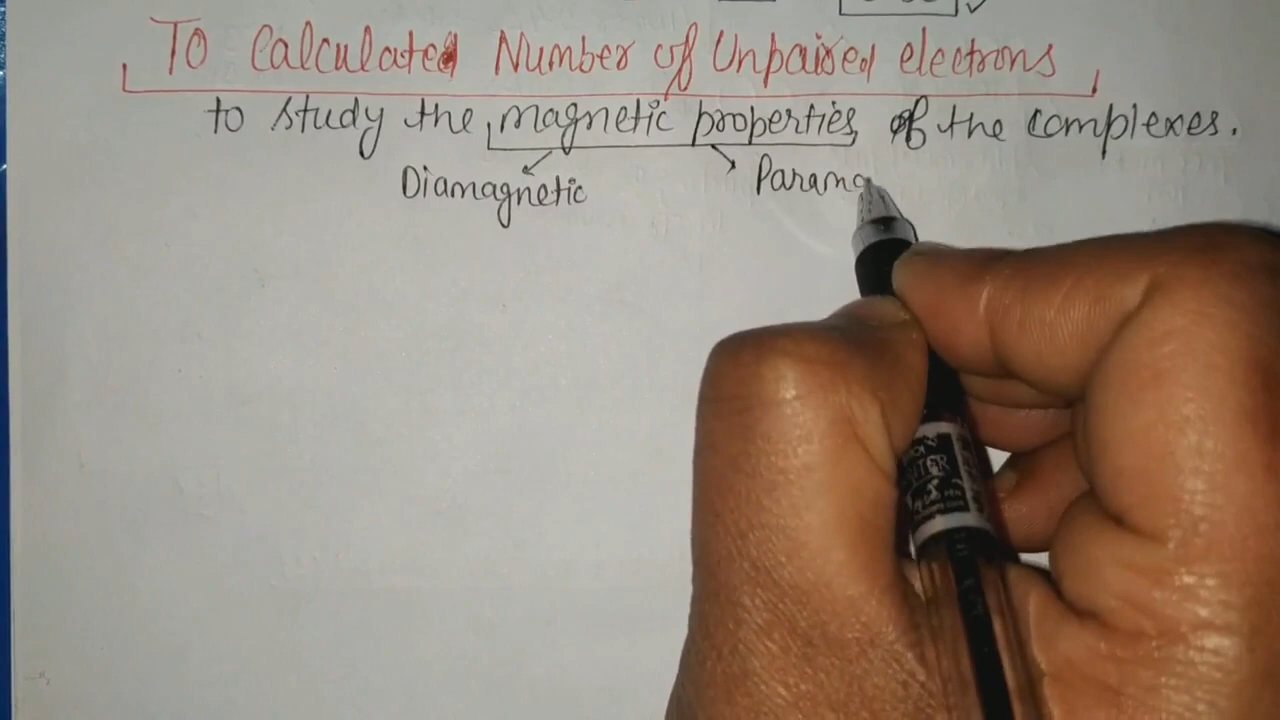 To Calculated Number of Unpaired electrons,
to study the magnetic properties of the complexes.
Diamagnetic Parama